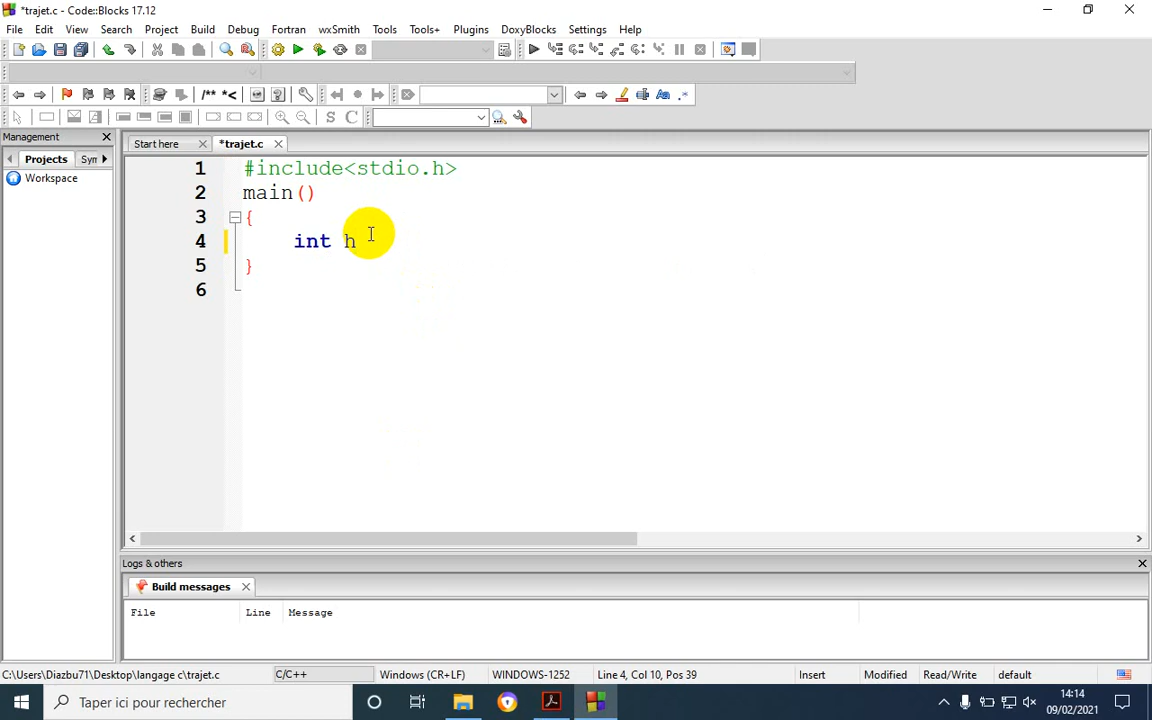 *trajet.c - Code::Blocks 17.12
File Edit View Search Project Build Debug Fortran wxSmith Tools Tools+ Plugins DoxyBlocks Settings Help
/** *<
Management
Projects Syn
Workspace
Start here *trajet.c
1 #include<stdio.h>
2 main()
3 {
4 int h
5 }
6
Logs & others
Build messages
File Line Message
C:\Users\Diazbu71\Desktop\langage c\trajet.c C/C++ Windows (CR+LF) WINDOWS-1252 Line 4, Col 10, Pos 39 Insert Modified Read/Write default
Taper ici pour rechercher
14:14
09/02/2021